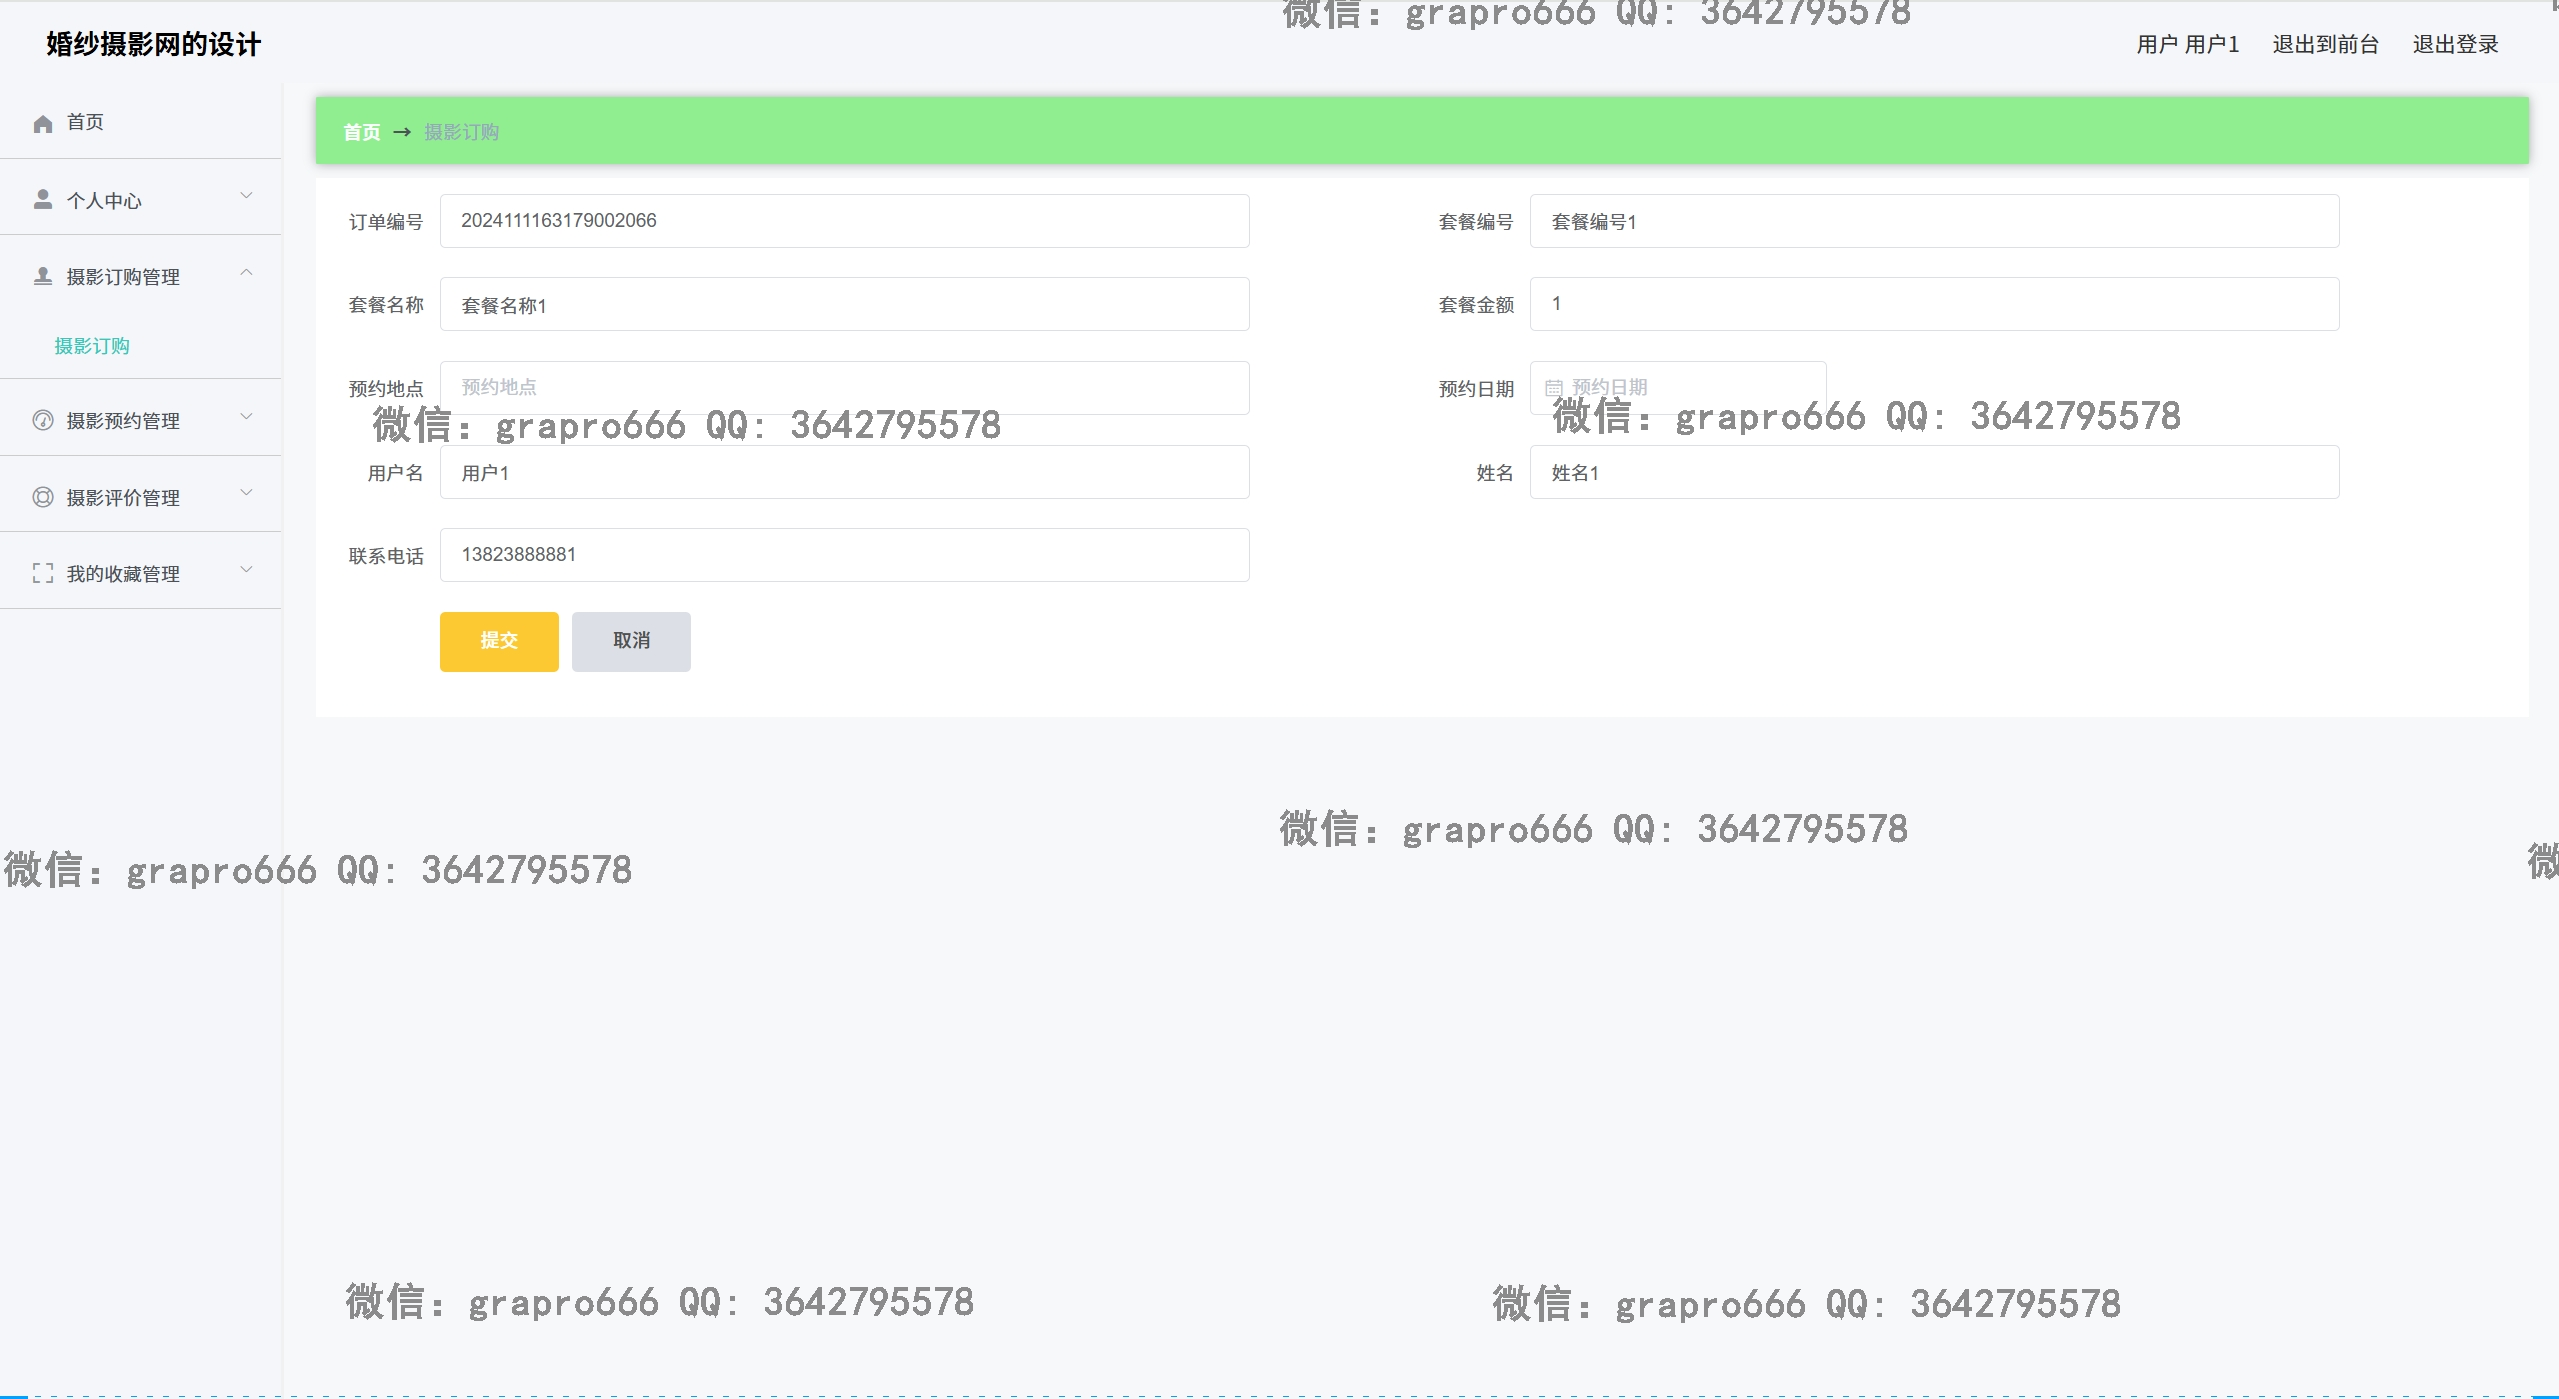 微信: grapro666 QQ: 3642795578
婚纱摄影网的设计
用户 用户1 退出到前台 退出登录
首页
个人中心
摄影订购管理
摄影订购
摄影预约管理
摄影评价管理
我的收藏管理
首页 → 摄影订购
订单编号 2024111163179002066 套餐编号 套餐编号1
套餐名称 套餐名称1 套餐金额 1
预约地点 预约地点 预约日期 预约日期
微信: grapro666 QQ: 3642795578 微信: grapro666 QQ: 3642795578
用户名 用户1 姓名 姓名1
联系电话 13823888881
提交 取消
微信: grapro666 QQ: 3642795578
微信: grapro666 QQ: 3642795578 微
微信: grapro666 QQ: 3642795578 微信: grapro666 QQ: 3642795578